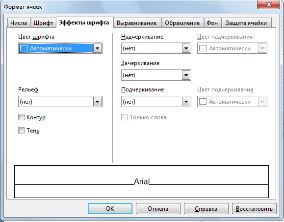 Формат ячеек
Числа Шрифт Эффекты шрифта Выравнивание Обрамление Фон Защита ячейки
Цвет шрифта Надчеркивание Цвет надчеркивания
Автоматически (нет) Автоматически
Зачеркивание
(нет)
Рельеф Подчеркивание Цвет подчеркивания
(нет) (нет) Автоматически
Контур Только слова
Тень
Arial
OK Отмена Справка Восстановить